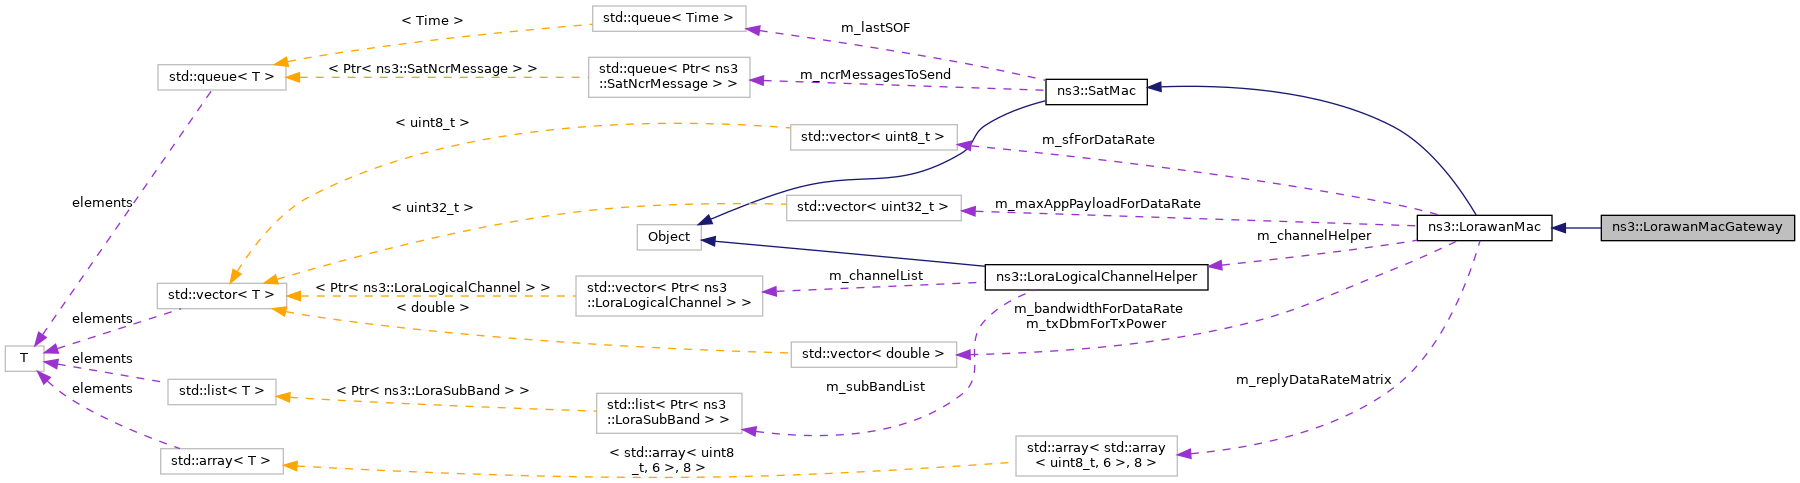 std::queue< Time >
< Time >
m_lastSOF
std::queue< T >
< Ptr< ns3::SatNcrMessage > >
std::queue< Ptr< ns3
::SatNcrMessage > >
m_ncrMessagesToSend
ns3::SatMac
< uint8_t >
std::vector< uint8_t >
m_sfForDataRate
elements
< uint32_t >
std::vector< uint32_t >
m_maxAppPayloadForDataRate
Object
m_channelHelper
ns3::LorawanMac
ns3::LorawanMacGateway
ns3::LoraLogicalChannelHelper
m_channelList
std::vector< T >
< Ptr< ns3::LoraLogicalChannel > >
std::vector< Ptr< ns3
::LoraLogicalChannel > >
< double >
m_bandwidthForDataRate
m_txDbmForTxPower
elements
T
std::vector< double >
elements
elements
std::list< T >
< Ptr< ns3::LoraSubBand > >
std::list< Ptr< ns3
::LoraSubBand > >
m_subBandList
m_replyDataRateMatrix
std::array< T >
< std::array< uint8
_t, 6 >, 8 >
std::array< std::array
< uint8_t, 6 >, 8 >